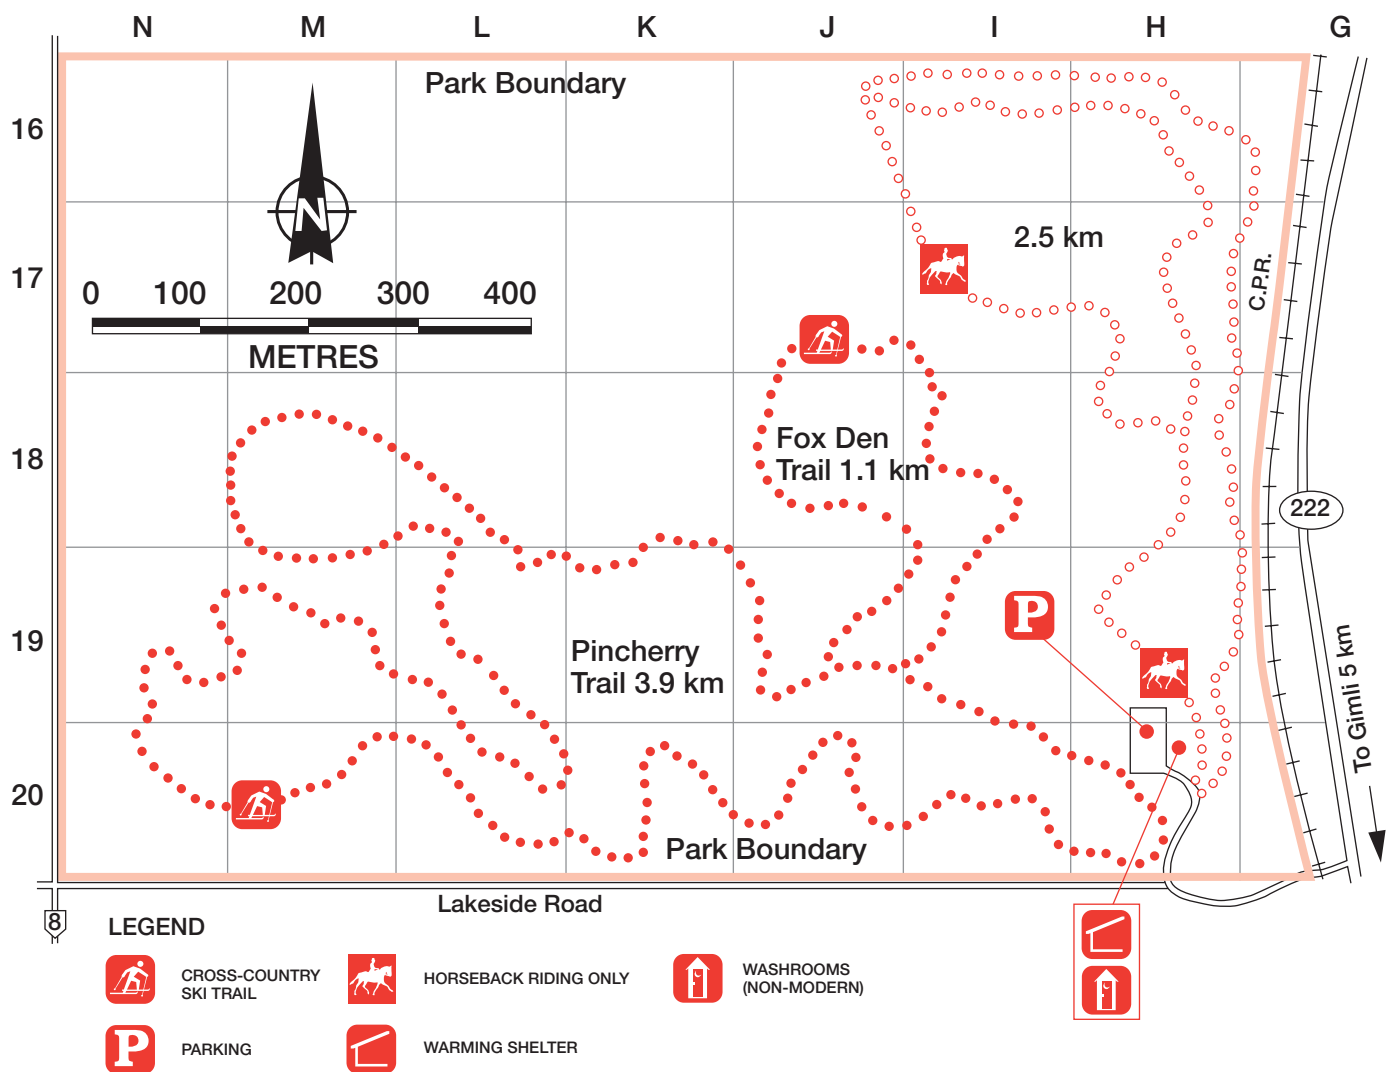 N M L K J I H G
Park Boundary
16
N
2.5 km
17
C.P.R.
0 100 200 300 400
METRES
Fox Den
Trail 1.1 km
18
222
P
19
Pincherry
Trail 3.9 km
To Gimli 5 km
20
Park Boundary
Lakeside Road
8
LEGEND
CROSS-COUNTRY
SKI TRAIL
HORSEBACK RIDING ONLY
WASHROOMS
(NON-MODERN)
P
PARKING
WARMING SHELTER